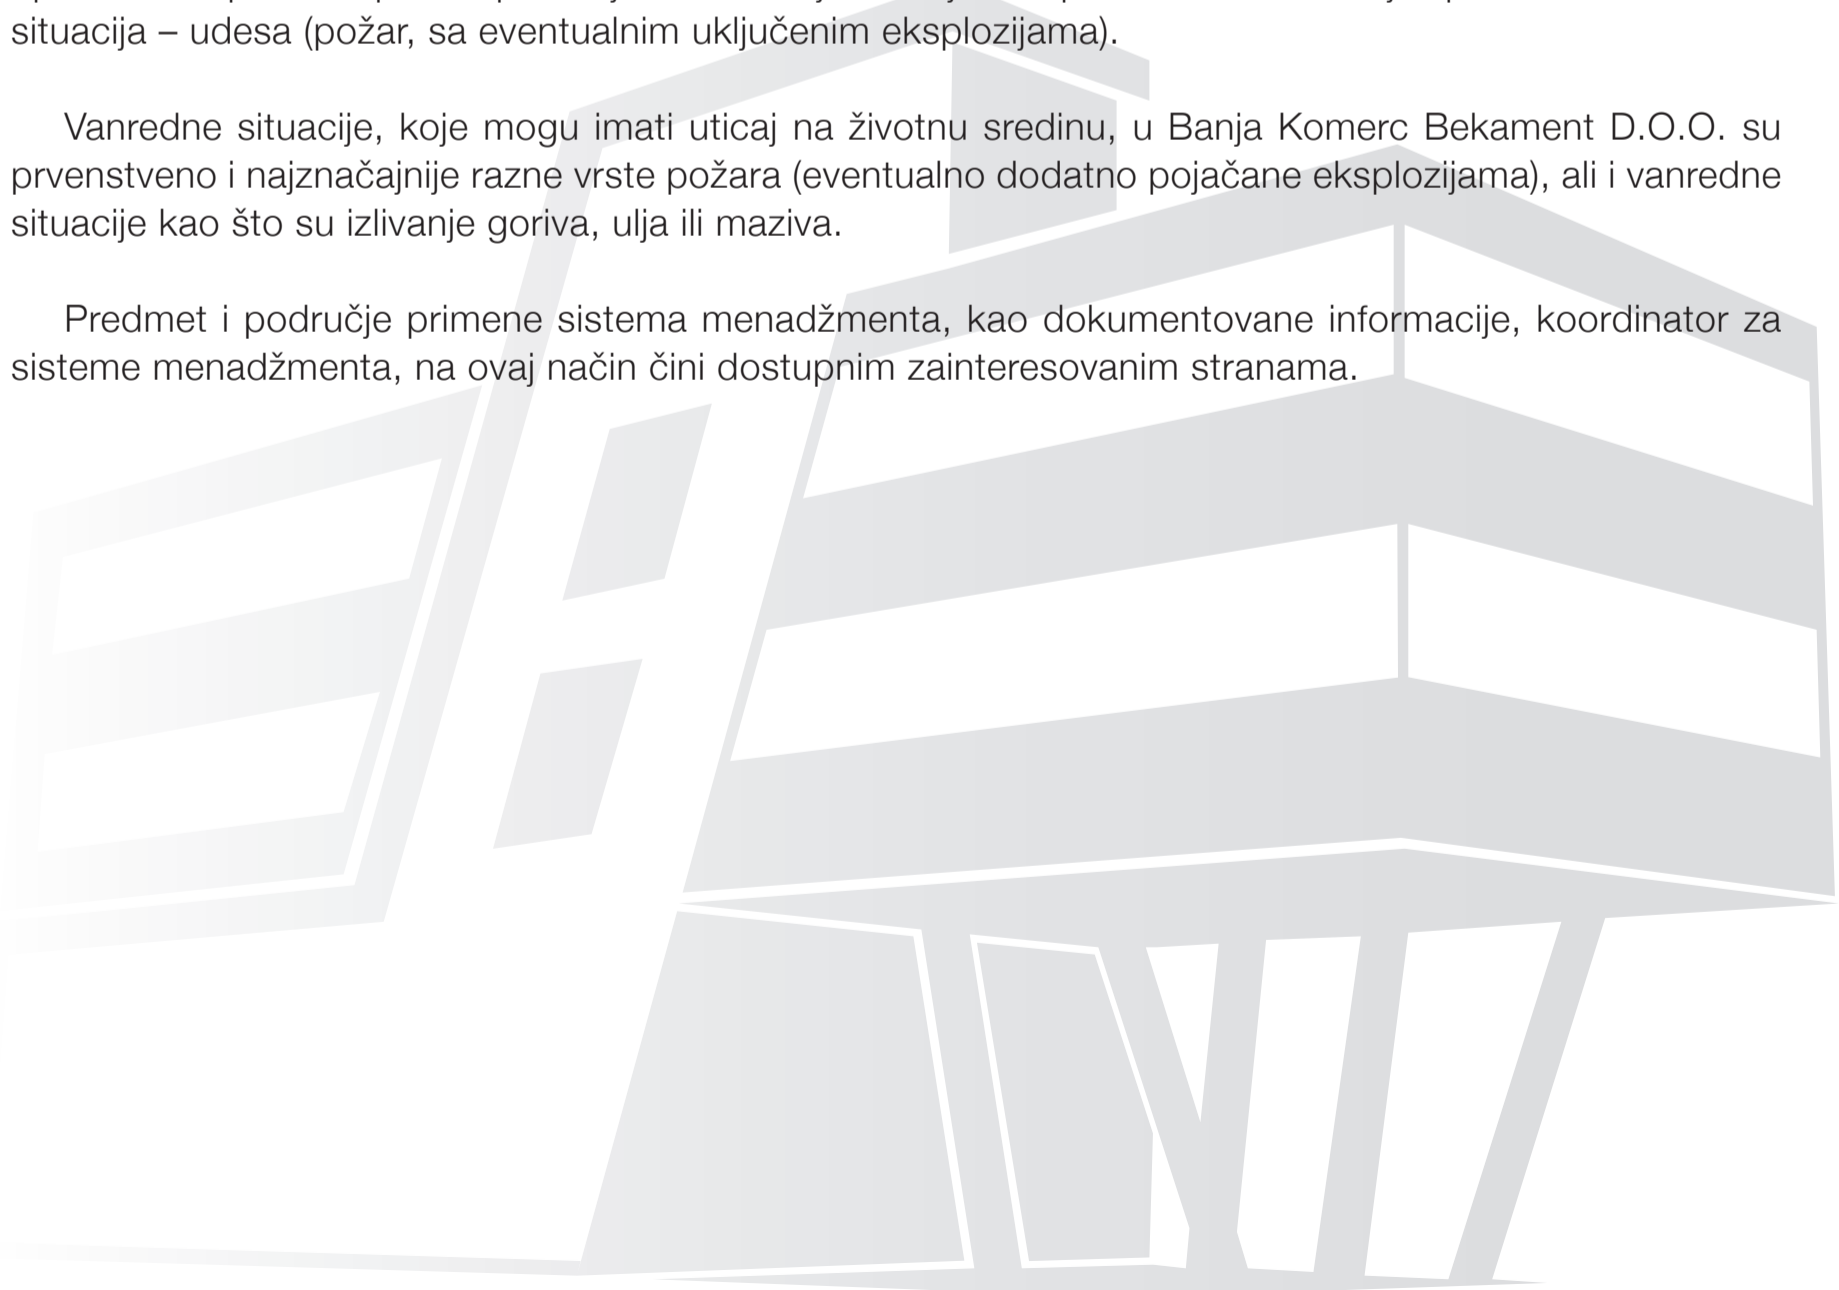 situacija – udesa (požar, sa eventualnim uključenim eksplozijama).
Vanredne situacije, koje mogu imati uticaj na životnu sredinu, u Banja Komerc Bekament D.O.O. su
prvenstveno i najznačajnije razne vrste požara (eventualno dodatno pojačane eksplozijama), ali i vanredne
situacije kao što su izlivanje goriva, ulja ili maziva.
Predmet i područje primene sistema menadžmenta, kao dokumentovane informacije, koordinator za
sisteme menadžmenta, na ovaj način čini dostupnim zainteresovanim stranama.